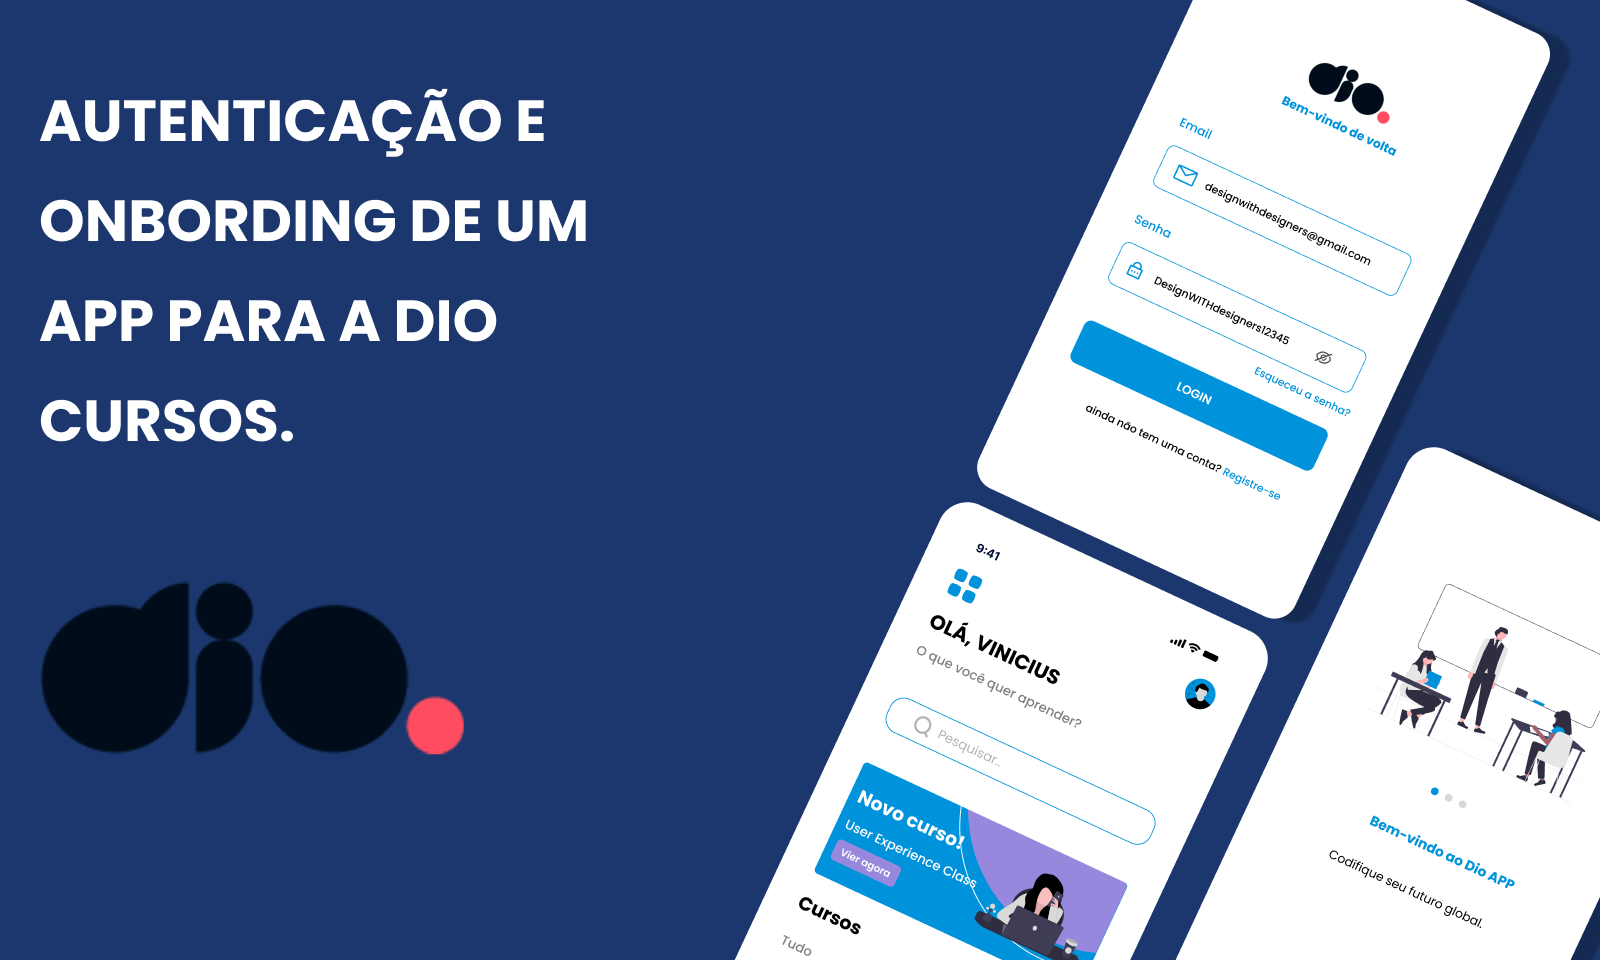 AUTENTICAÇÃO E
ONBORDING DE UM
APP PARA A DIO
CURSOS.
dio.
dio.
Bem-vindo de volta
Email
designwithdesigners@gmail.com
Senha
DesignWITHdesigners12345
Esqueceu a senha?
LOGIN
ainda não tem uma conta? Registre-se
9:41
OLÁ, VINICIUS
O que você quer aprender?
Pesquisar..
Novo curso!
User Experience Class
Vier agora
Cursos
Tudo
Bem-vindo ao Dio APP
Codifique seu futuro global.